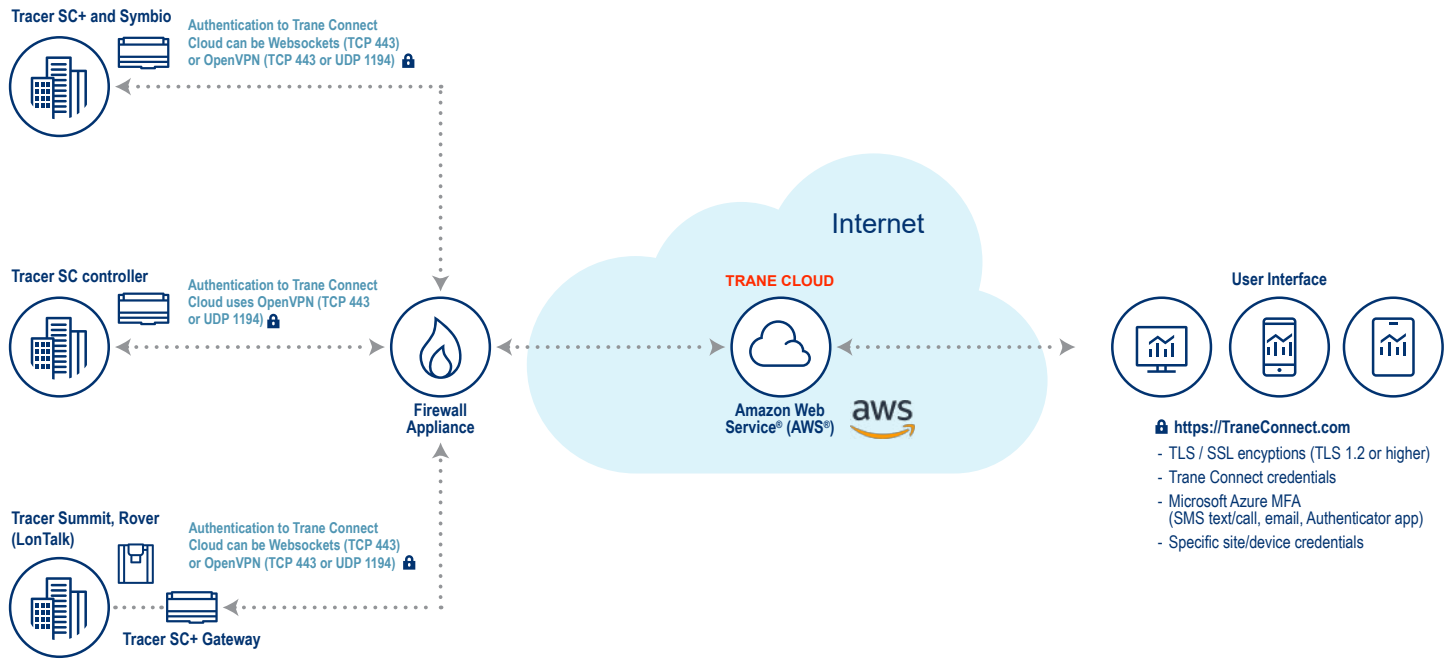 Tracer SC+ and Symbio
Authentication to Trane Connect
Cloud can be Websockets (TCP 443)
or OpenVPN (TCP 443 or UDP 1194)
Tracer SC controller
Authentication to Trane Connect
Cloud uses OpenVPN (TCP 443
or UDP 1194)
Tracer Summit, Rover
(LonTalk)
Authentication to Trane Connect
Cloud can be Websockets (TCP 443)
or OpenVPN (TCP 443 or UDP 1194)
Tracer SC+ Gateway
Firewall
Appliance
Internet
TRANE CLOUD
Amazon Web
Service® (AWS®)
aws
User Interface
https://TraneConnect.com
- TLS / SSL encyptions (TLS 1.2 or higher)
- Trane Connect credentials
- Microsoft Azure MFA
(SMS text/call, email, Authenticator app)
- Specific site/device credentials